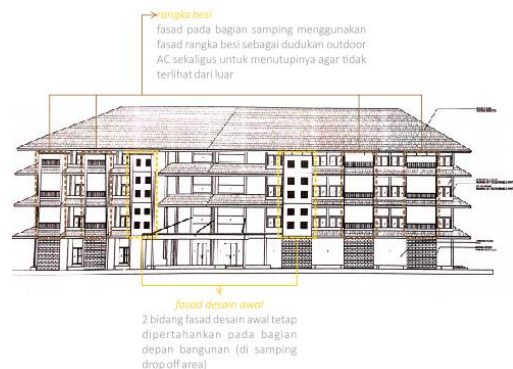 rangka besi
fasad pada bagian samping menggunakan
fasad rangka besi sebagai dudukan outdoor
AC sekaligus untuk menutupinya agar tidak
terlihat dari luar
fasad desain awal
2 bidang fasad desain awal tetap
dipertahankan pada bagian
depan bangunan (di samping
drop off area)